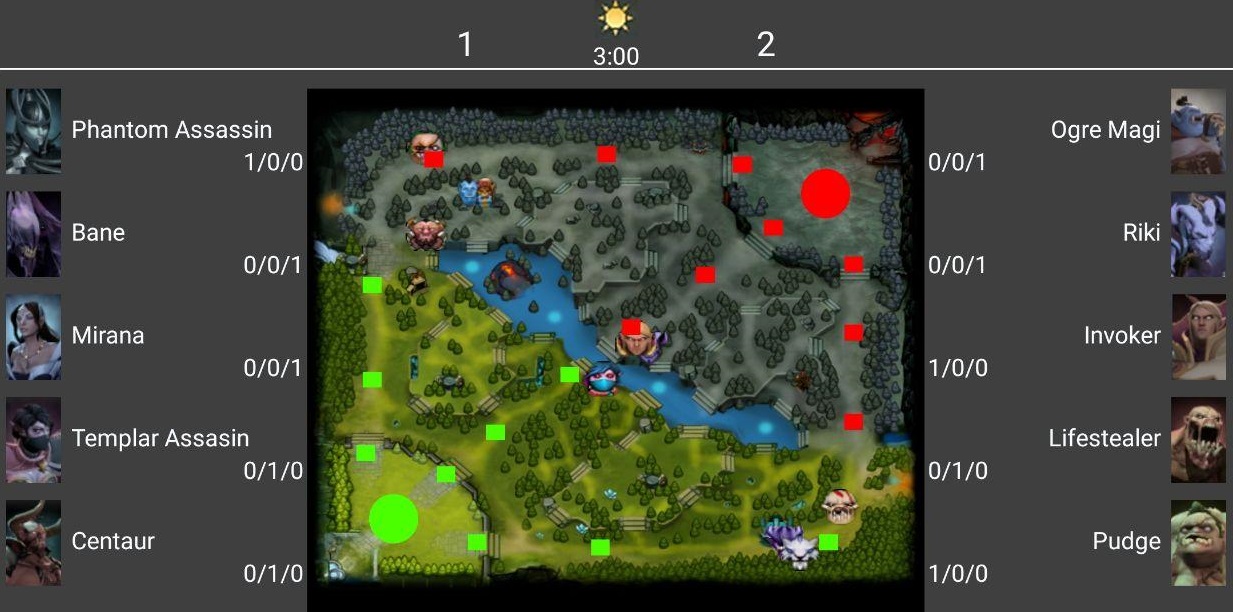 1
2
3:00
Phantom Assassin
1/0/0
Bane
0/0/1
Mirana
0/0/1
Templar Assasin
0/1/0
Centaur
0/1/0
Ogre Magi
0/0/1
Riki
0/0/1
Invoker
1/0/0
Lifestealer
0/1/0
Pudge
1/0/0